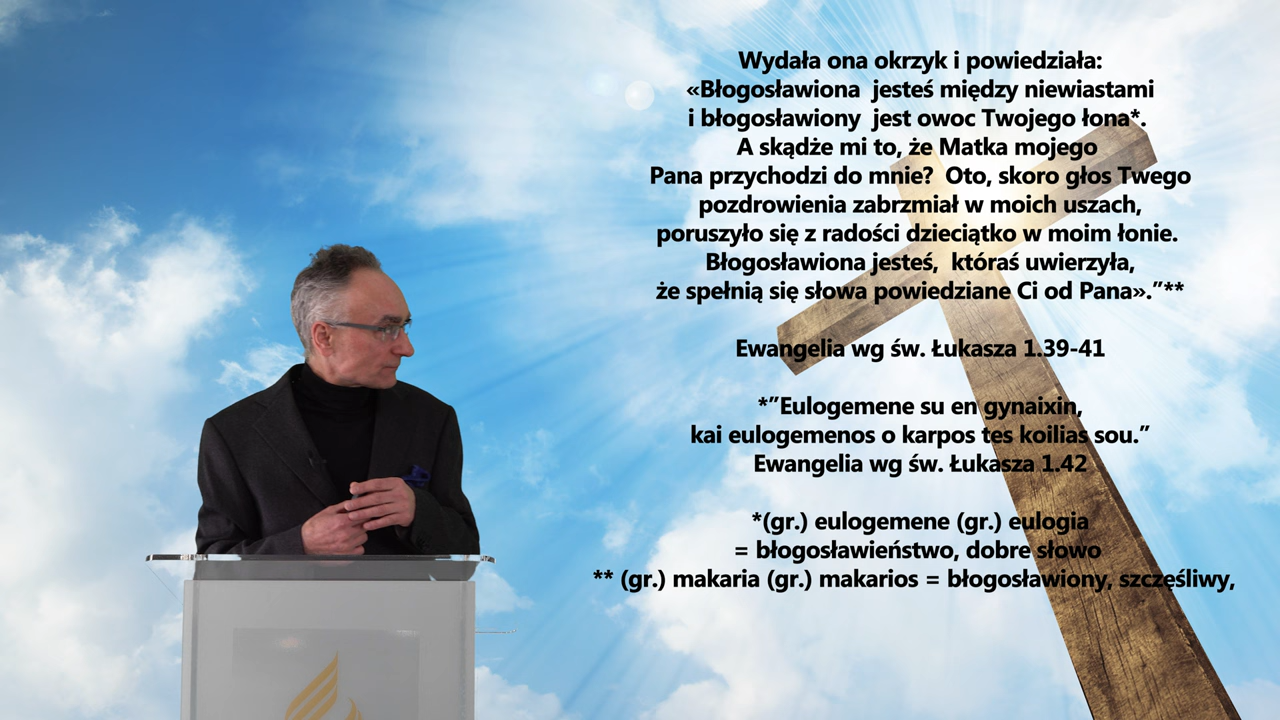 Wydała ona okrzyk i powiedziała:
«Błogosławiona jesteś między niewiastami
i błogosławiony jest owoc Twojego łona*.
A skądże mi to, że Matka mojego
Pana przychodzi do mnie? Oto, skoro głos Twego
pozdrowienia zabrzmiał w moich uszach,
poruszyło się z radości dzieciątko w moim łonie.
Błogosławiona jesteś, któraś uwierzyła,
że spełnią się słowa powiedziane Ci od Pana».”**
Ewangelia wg św. Łukasza 1.39-41
*”Eulogemene su en gynaixin,
kai eulogemenos o karpos tes koilias sou.”
Ewangelia wg św. Łukasza 1.42
*(gr.) eulogemene (gr.) eulogia
= błogosławieństwo, dobre słowo
** (gr.) makaria (gr.) makarios = błogosławiony, szczęśliwy,